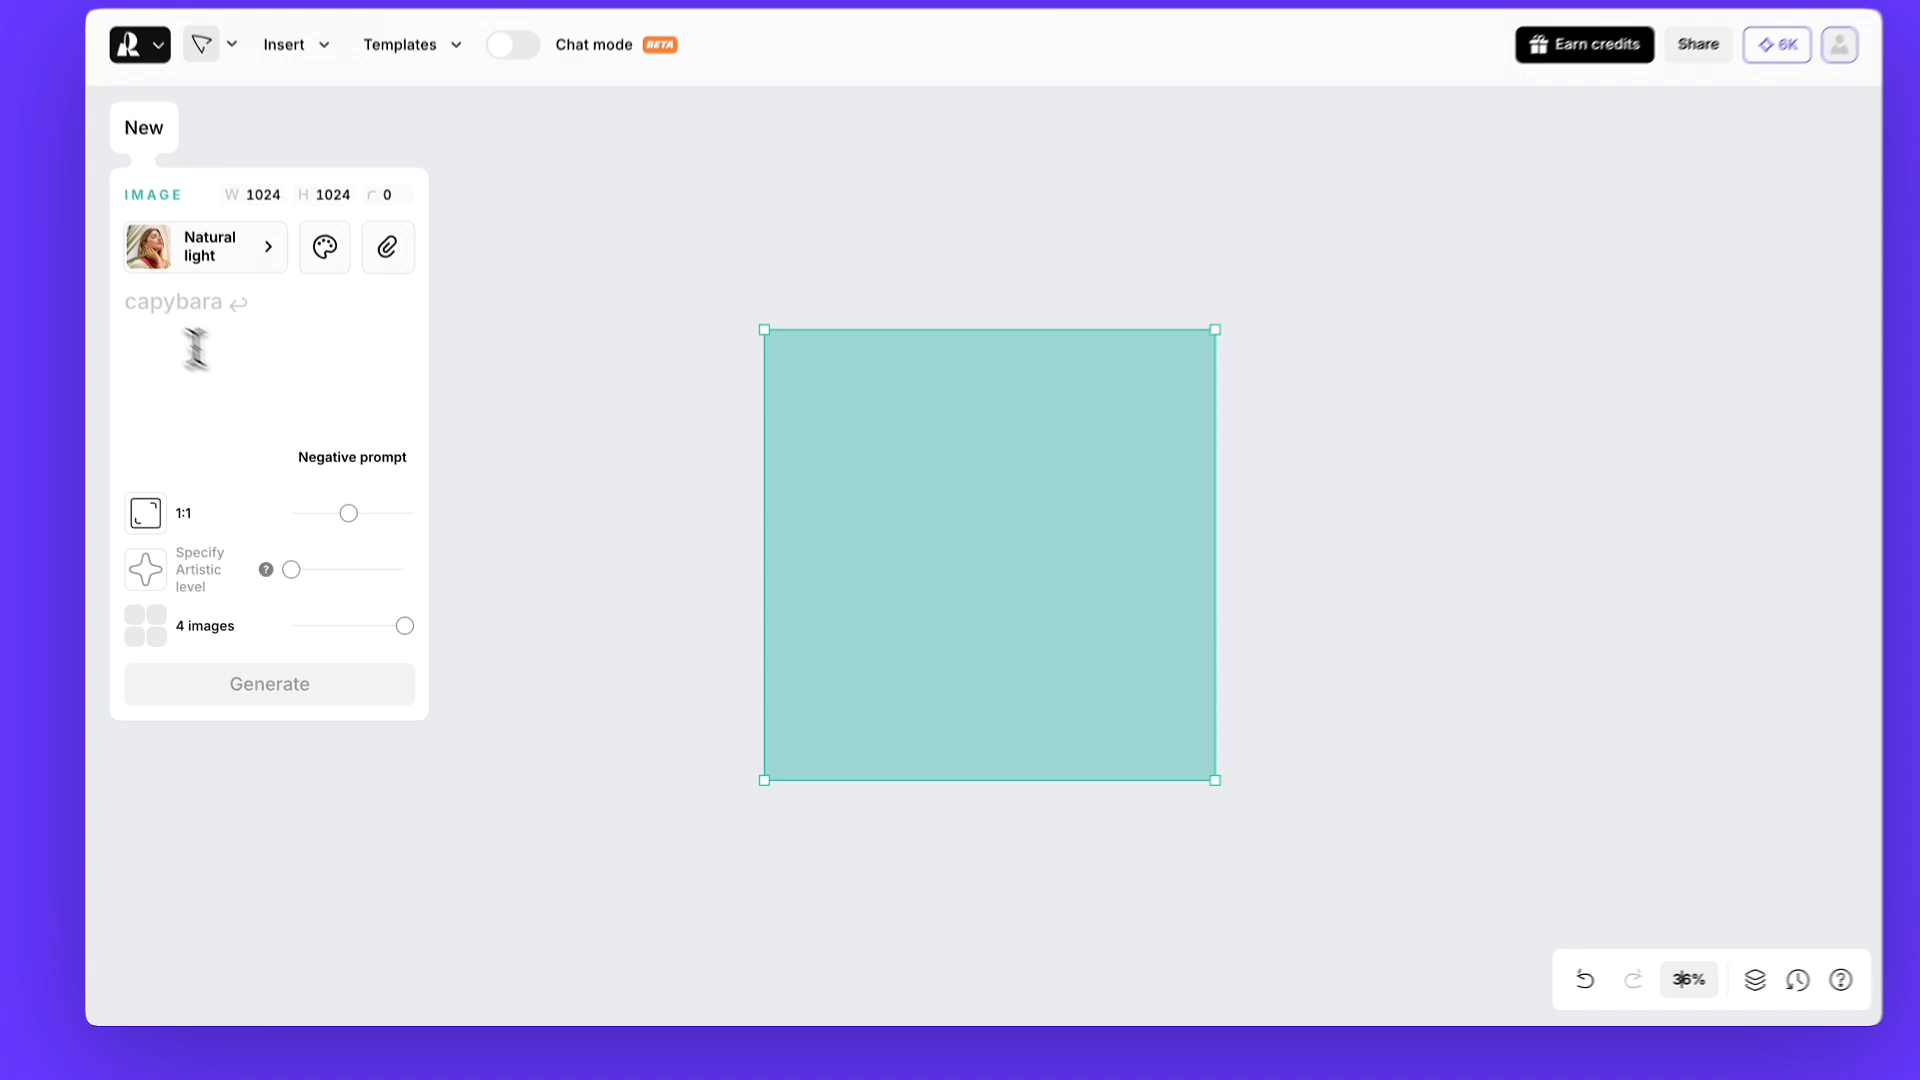 Insert
Templates
Chat mode BETA
Earn credits
Share
6K
New
IMAGE W 1024 H 1024 0
Natural
light
capybara
Negative prompt
1:1
Specify
Artistic
level
?
4 images
Generate
36%
?